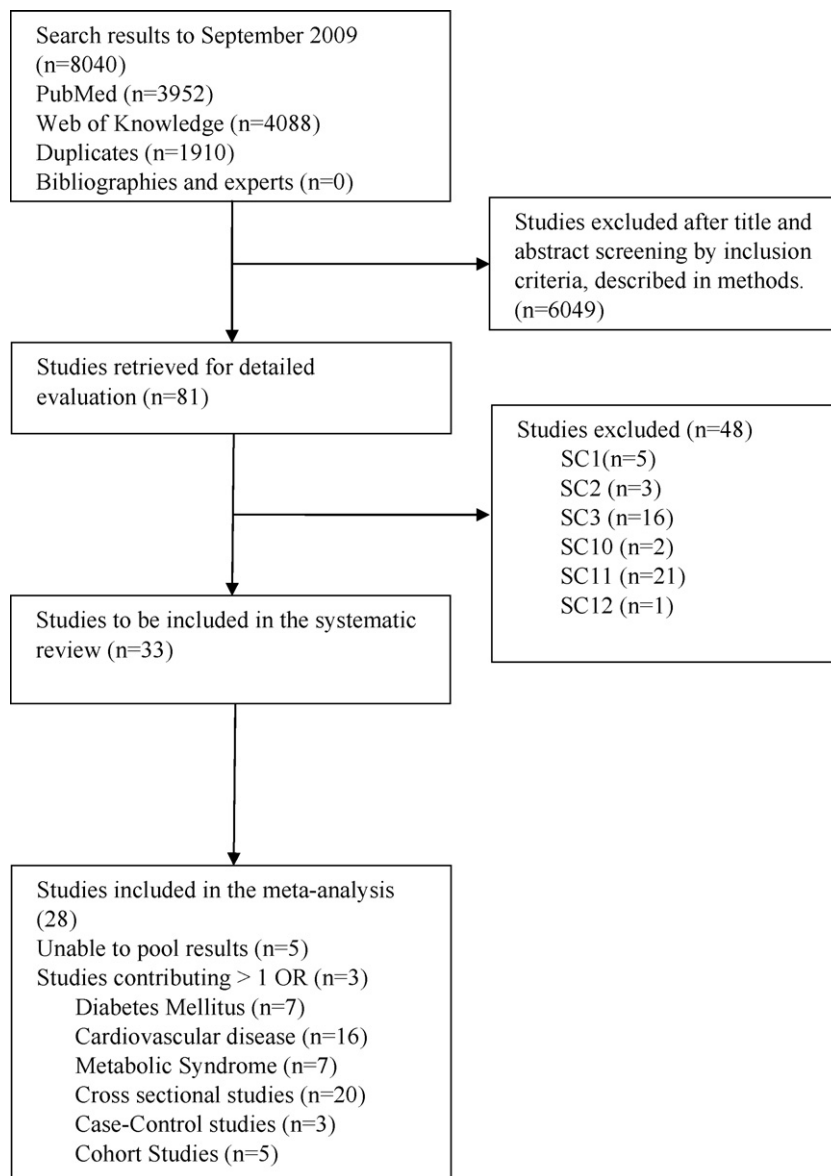 Search results to September 2009
(n=8040)
PubMed (n=3952)
Web of Knowledge (n=4088)
Duplicates (n=1910)
Bibliographies and experts (n=0)
Studies excluded after title and
abstract screening by inclusion
criteria, described in methods.
(n=6049)
Studies retrieved for detailed
evaluation (n=81)
Studies excluded (n=48)
SC1(n=5)
SC2 (n=3)
SC3 (n=16)
SC10 (n=2)
SC11 (n=21)
SC12 (n=1)
Studies to be included in the systematic
review (n=33)
Studies included in the meta-analysis
(28)
Unable to pool results (n=5)
Studies contributing > 1 OR (n=3)
Diabetes Mellitus (n=7)
Cardiovascular disease (n=16)
Metabolic Syndrome (n=7)
Cross sectional studies (n=20)
Case-Control studies (n=3)
Cohort Studies (n=5)